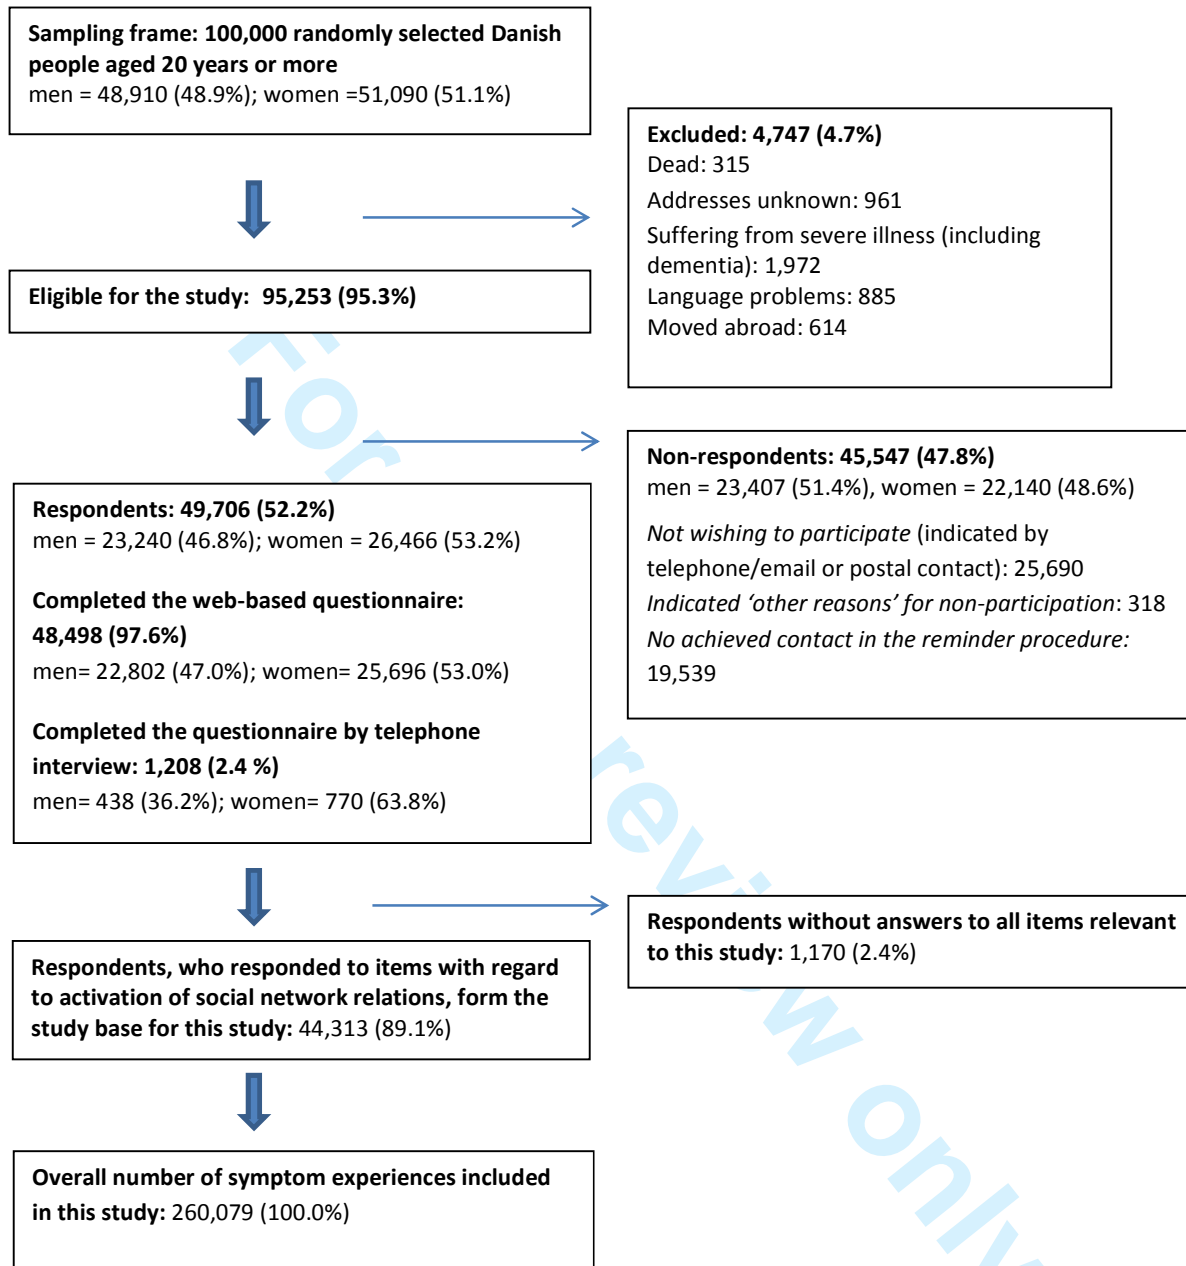 Sampling frame: 100,000 randomly selected Danish
people aged 20 years or more
men = 48,910 (48.9%); women =51,090 (51.1%)
Excluded: 4,747 (4.7%)
Dead: 315
Addresses unknown: 961
Suffering from severe illness (including
dementia): 1,972
Language problems: 885
Moved abroad: 614
Eligible for the study:  95,253 (95.3%)
Non-respondents: 45,547 (47.8%)
men = 23,407 (51.4%), women = 22,140 (48.6%)
Not wishing to participate (indicated by
telephone/email or postal contact): 25,690
Indicated ‘other reasons’ for non-participation: 318
No achieved contact in the reminder procedure:
19,539
Respondents: 49,706 (52.2%)
men = 23,240 (46.8%); women = 26,466 (53.2%)
Completed the web-based questionnaire:
48,498 (97.6%)
men= 22,802 (47.0%); women= 25,696 (53.0%)
Completed the questionnaire by telephone
interview: 1,208 (2.4 %)
men= 438 (36.2%); women= 770 (63.8%)
Respondents without answers to all items relevant
to this study: 1,170 (2.4%)
Respondents, who responded to items with regard
to activation of social network relations, form the
study base for this study: 44,313 (89.1%)
Overall number of symptom experiences included
in this study: 260,079 (100.0%)
For review only